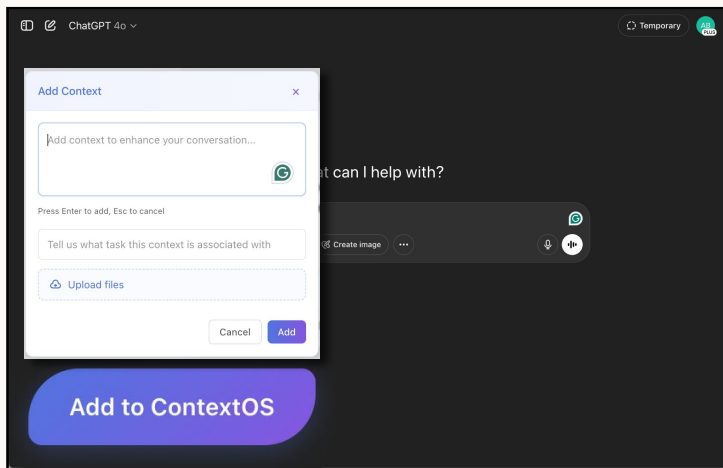 ChatGPT 4o
Temporary
AB
PLUS
Add Context
×
Add context to enhance your conversation...
G
Press Enter to add, Esc to cancel
Tell us what task this context is associated with
Upload files
Cancel
Add
at can I help with?
G
Create image
Add to ContextOS